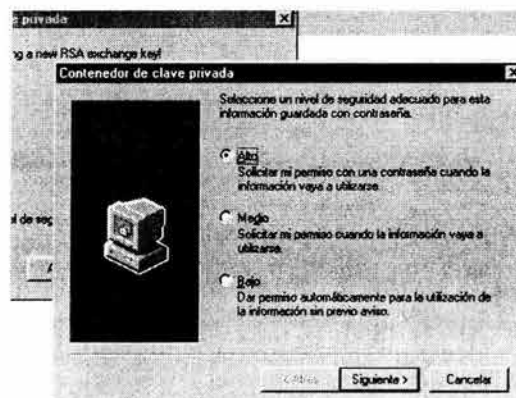 privada
ng a new RSA exchange key!
Contenedor de clave privada
Seleccione un nivel de seguridad adecuado para esta
información guardada con contraseña.
Alto
Solicitar mi permiso con una contraseña cuando la
información vaya a utilizarse.
Medio
Solicitar mi permiso cuando la información vaya a
utilizarse.
el de seg
Bajo
Dar permiso automáticamente para la utilización de
la información sin previo aviso.
A
< Atrás
Siguiente >
Cancelar